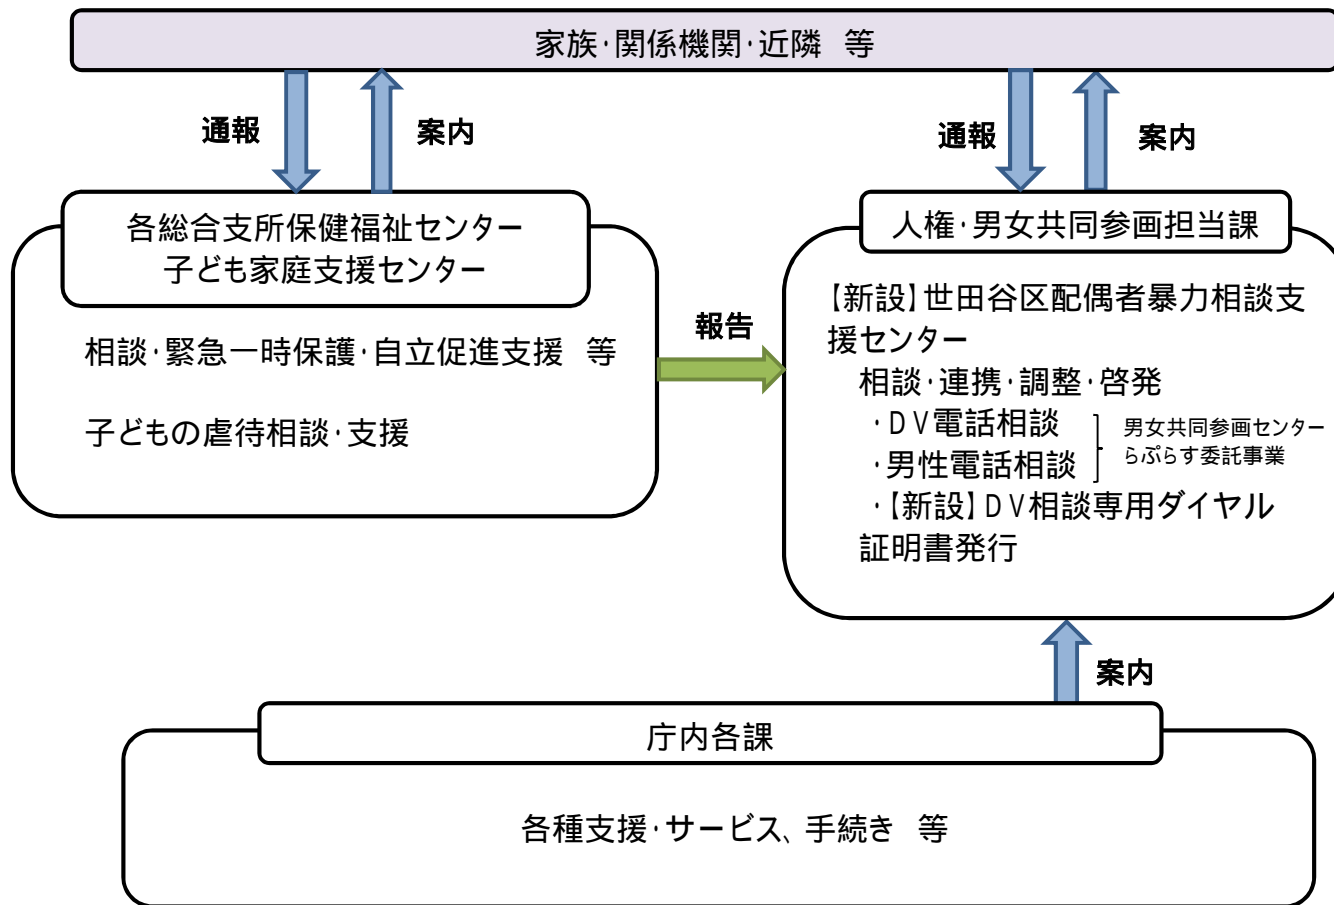 家族・関係機関・近隣 等
通報
案内
通報
案内
各総合支所保健福祉センター
子ども家庭支援センター
相談・緊急一時保護・自立促進支援 等
子どもの虐待相談・支援
報告
人権・男女共同参画担当課
【新設】世田谷区配偶者暴力相談支
援センター
相談・連携・調整・啓発
・DV電話相談
・男性電話相談
男女共同参画センター
らぷらす委託事業
・【新設】DV相談専用ダイヤル
証明書発行
案内
庁内各課
各種支援・サービス、手続き 等